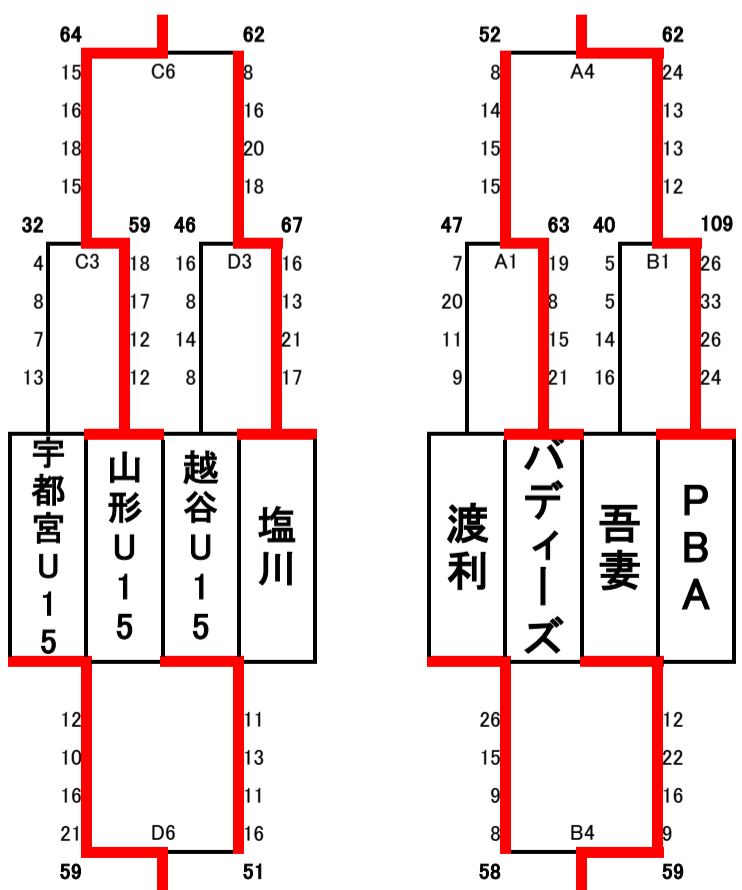 64 62 52 62
15 C6 8 8 A4 24
16 16 14 13
18 20 15 13
15 18 15 12
32 59 46 67 47 63 40 109
4 C3 18 16 D3 16 7 A1 19 5 B1 26
8 17 8 13 20 8 5 33
7 12 14 21 11 15 14 26
13 12 8 17 9 21 16 24
宇都宮U15
山形U15
越谷U15
塩川
渡利
バディーズ
吾妻
PBA
12 11 26 12
10 13 15 22
16 11 9 16
21 D6 16 8 B4 9
59 51 58 59